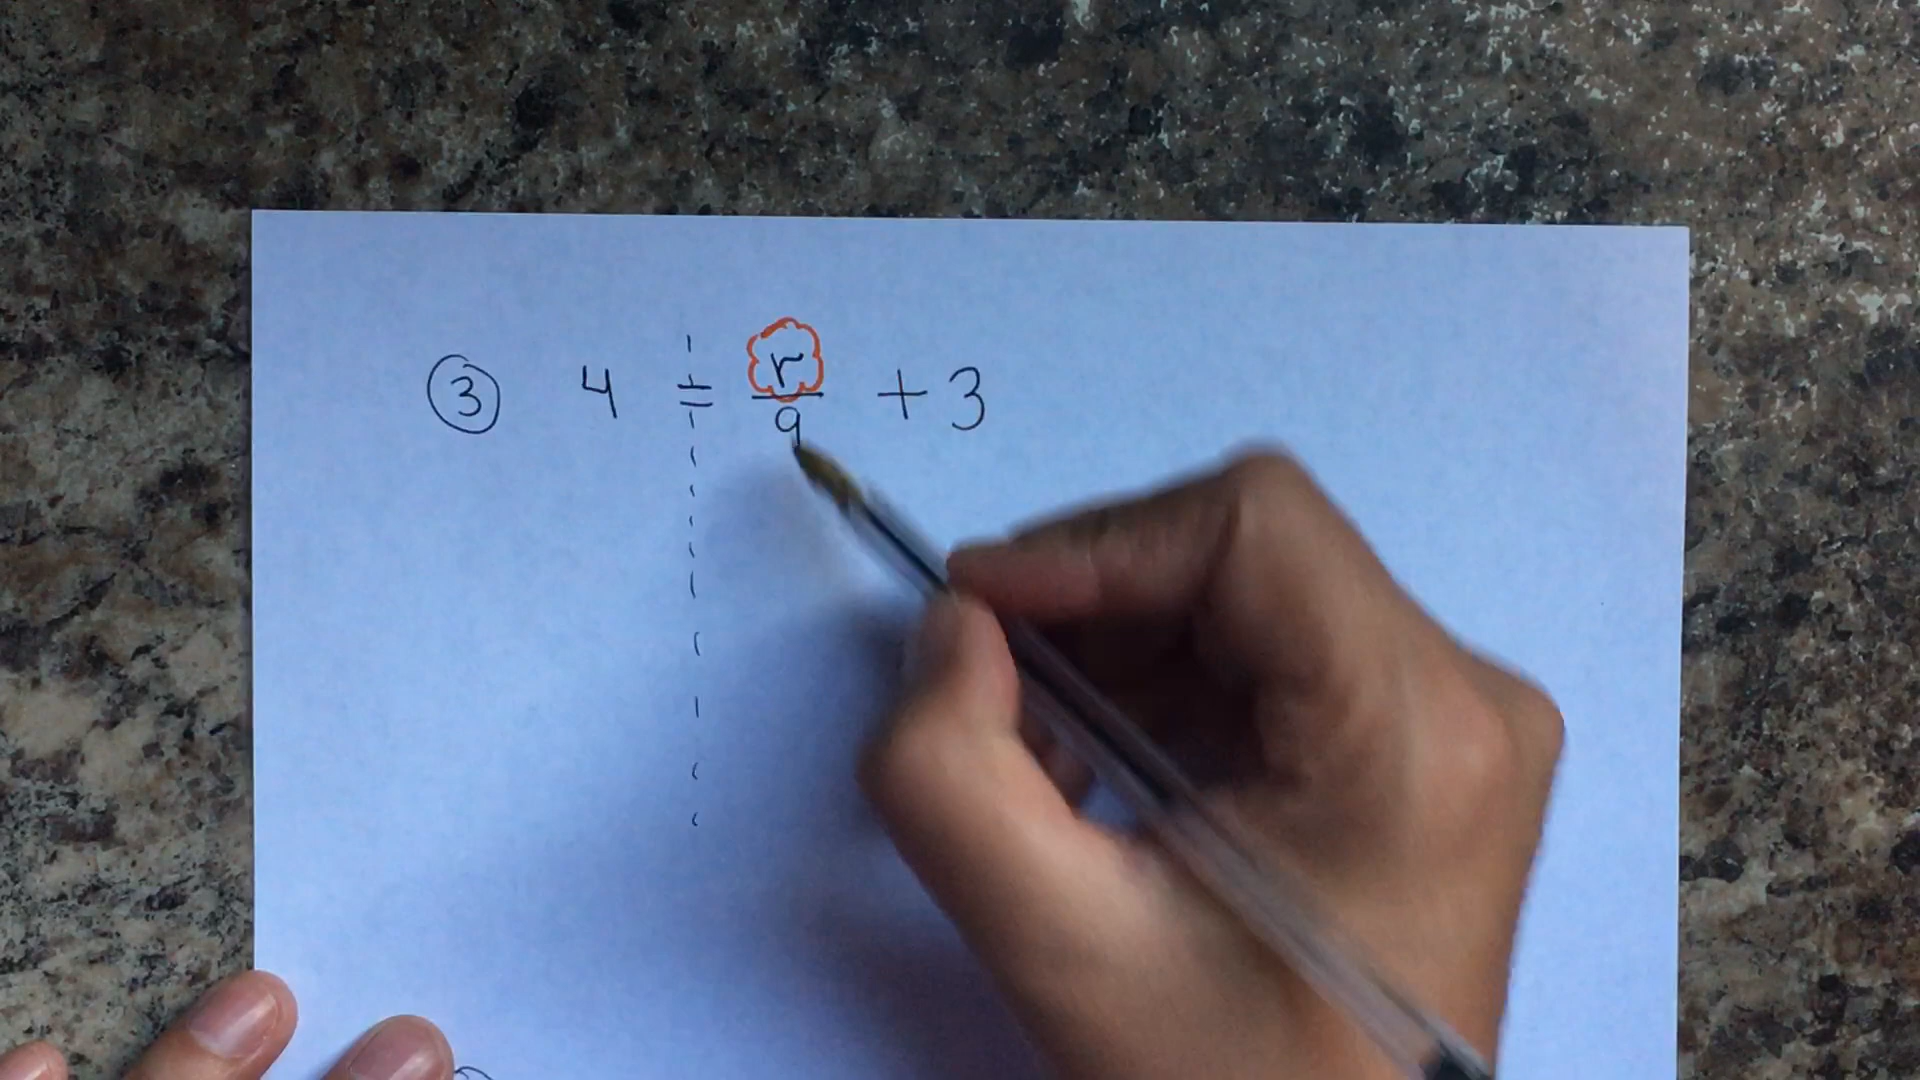 ③ 4 = r/9 + 3